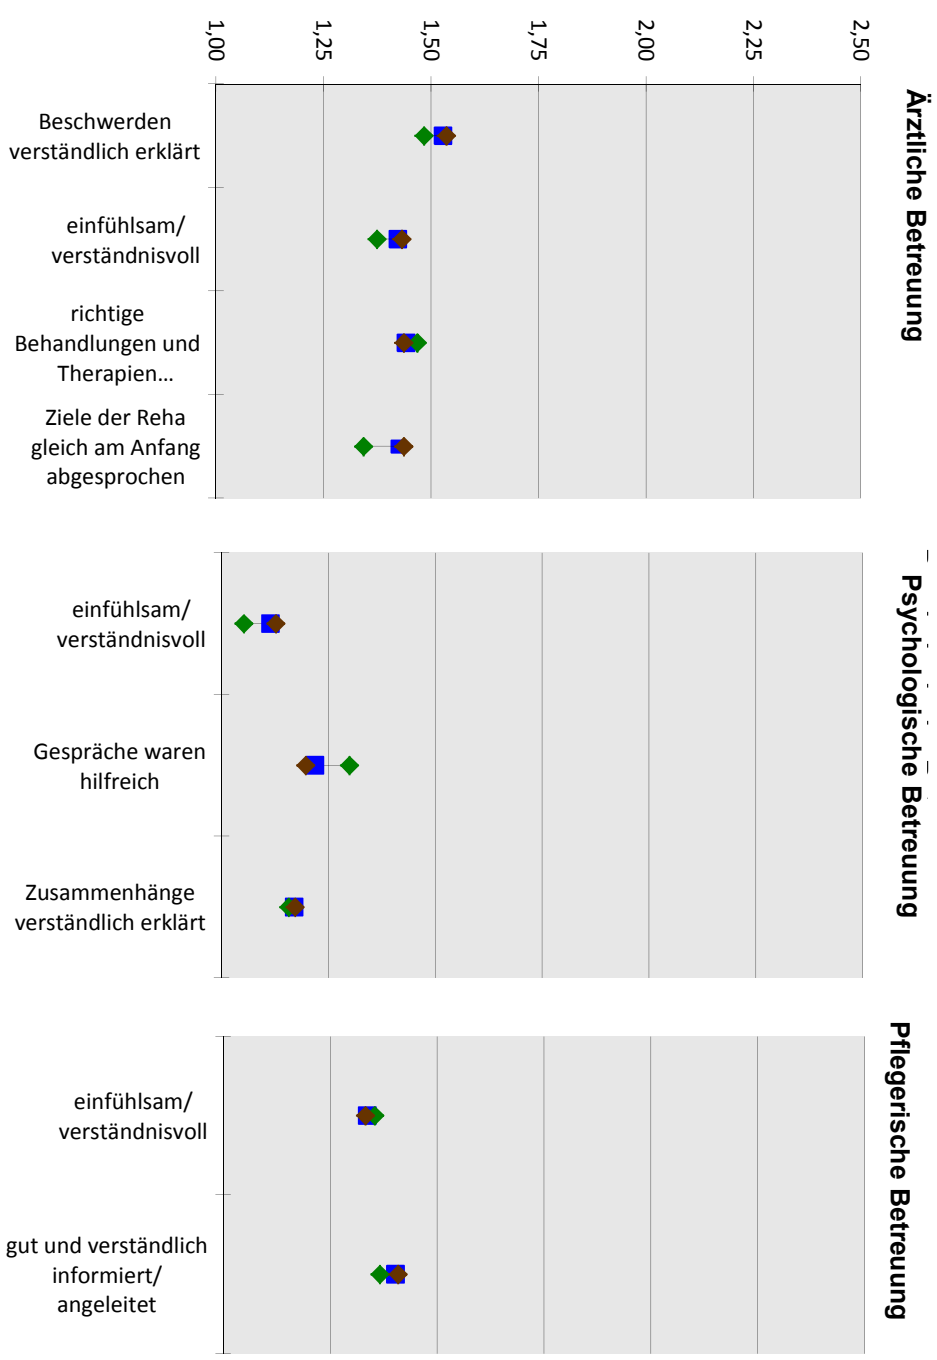 1,00
1,25
1,50
1,75
2,00
2,25
2,50
Ärztliche Betreuung
Beschwerden
verständlich erklärt
einfühlsam/
verständnisvoll
richtige
Behandlungen und
Therapien...
Ziele der Reha
gleich am Anfang
abgesprochen
Psychologische Betreuung
einfühlsam/
verständnisvoll
Gespräche waren
hilfreich
Zusammenhänge
verständlich erklärt
Pflegerische Betreuung
einfühlsam/
verständnisvoll
gut und verständlich
informiert/
angeleitet